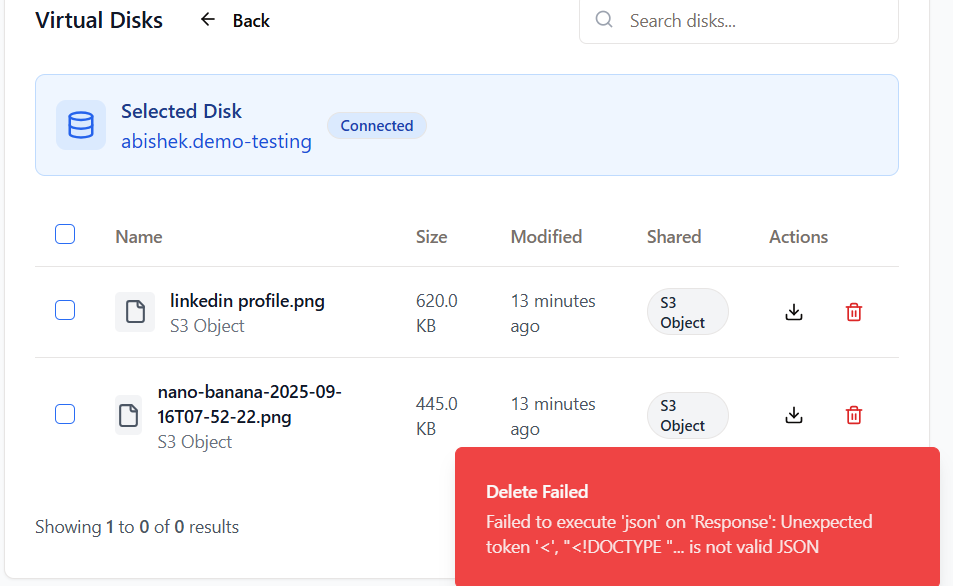 Virtual Disks
Back
Search disks...
Selected Disk
abishek.demo-testing
Connected
Name Size Modified Shared Actions
linkedin profile.png
S3 Object
620.0
KB
13 minutes
ago
S3
Object
nano-banana-2025-09-
16T07-52-22.png
S3 Object
445.0
KB
13 minutes
ago
S3
Object
Showing 1 to 0 of 0 results
Delete Failed
Failed to execute 'json' on 'Response': Unexpected
token '<', "<!DOCTYPE "... is not valid JSON